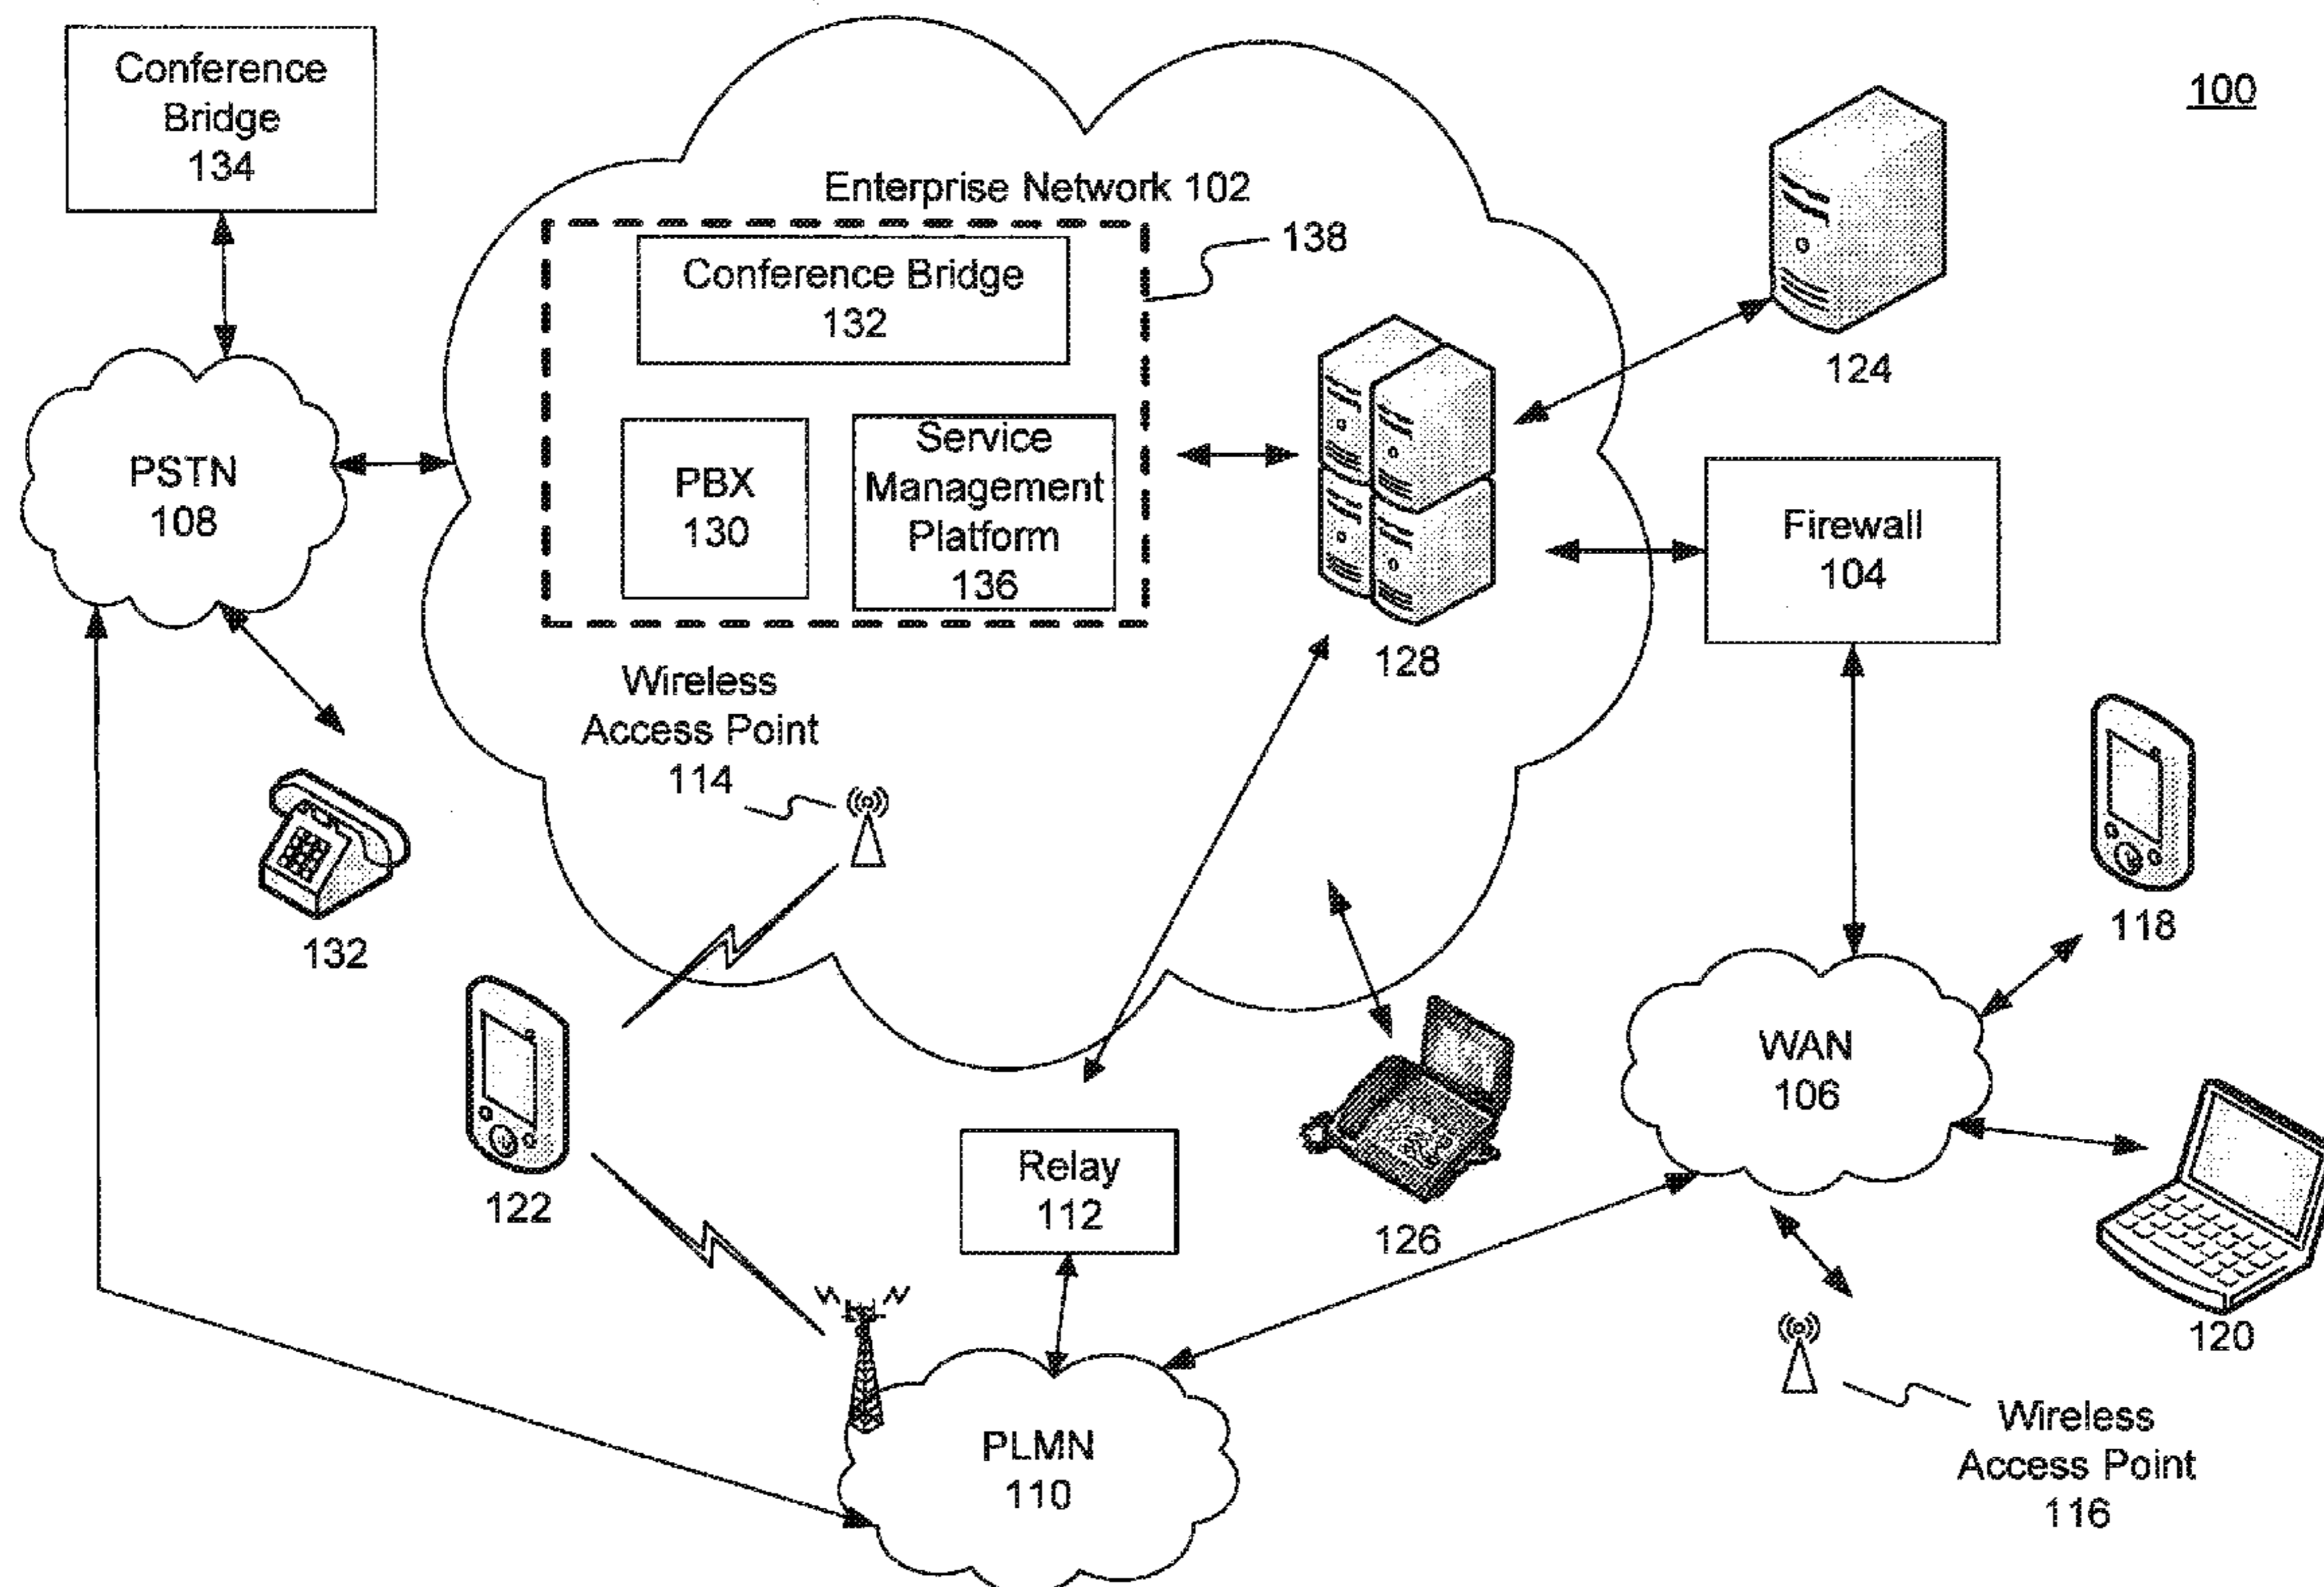 Conference
Bridge
134
100
Enterprise Network 102
138
Conference Bridge
132
124
PSTN
108
PBX
130
Service
Management
Platform
136
Firewall
104
128
Wireless
Access Point
114
132
118
WAN
106
122
Relay
112
126
120
PLMN
110
Wireless
Access Point
116